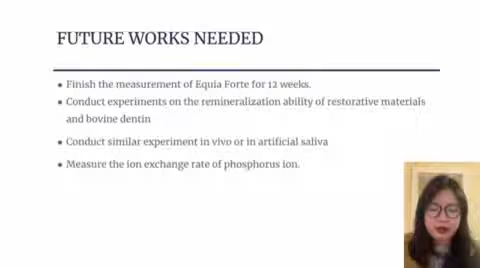 FUTURE WORKS NEEDED
• Finish the measurement of Equia Forte for 12 weeks.
• Conduct experiments on the remineralization ability of restorative materials
and bovine dentin
• Conduct similar experiment in vivo or in artificial saliva
• Measure the ion exchange rate of phosphorus ion.